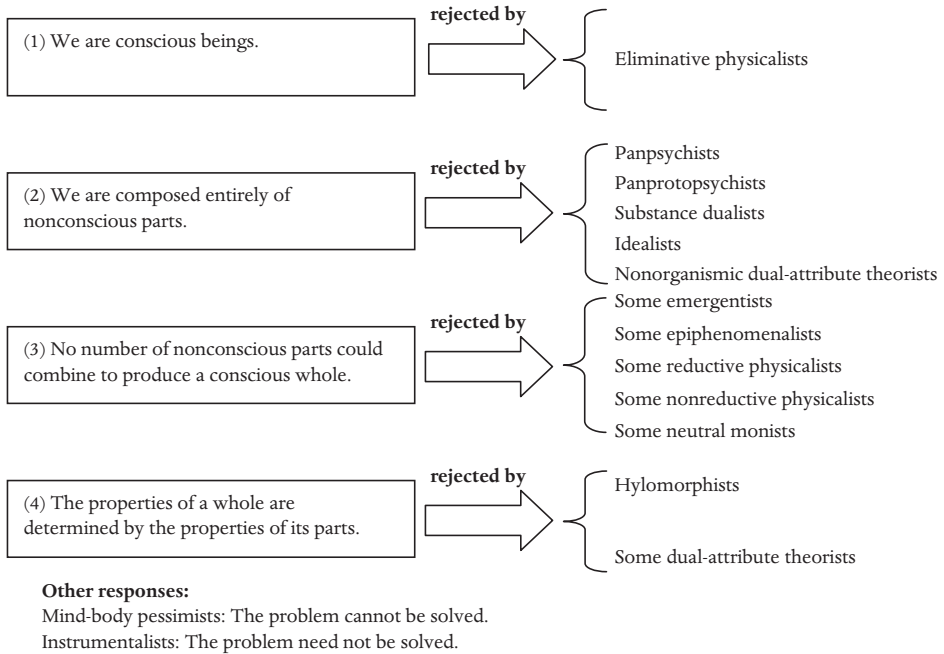 rejected by
(1) We are conscious beings.
Eliminative physicalists
rejected by
(2) We are composed entirely of
nonconscious parts.
Panpsychists
Panprotopsychists
Substance dualists
Idealists
Nonorganismic dual-attribute theorists
rejected by
(3) No number of nonconscious parts could
combine to produce a conscious whole.
Some emergentists
Some epiphenomenalists
Some reductive physicalists
Some nonreductive physicalists
Some neutral monists
rejected by
(4) The properties of a whole are
determined by the properties of its parts.
Hylomorphists
Some dual-attribute theorists
Other responses:
Mind-body pessimists: The problem cannot be solved.
Instrumentalists: The problem need not be solved.